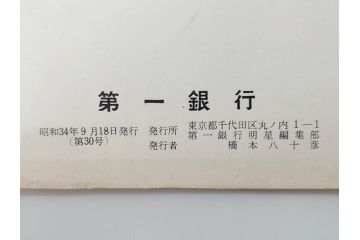 第一銀行
昭和34年9月18日発行
(第30号)
発行所 東京都千代田区丸ノ内1―1
第一銀行明星編集部
発行者 橋本八十彦